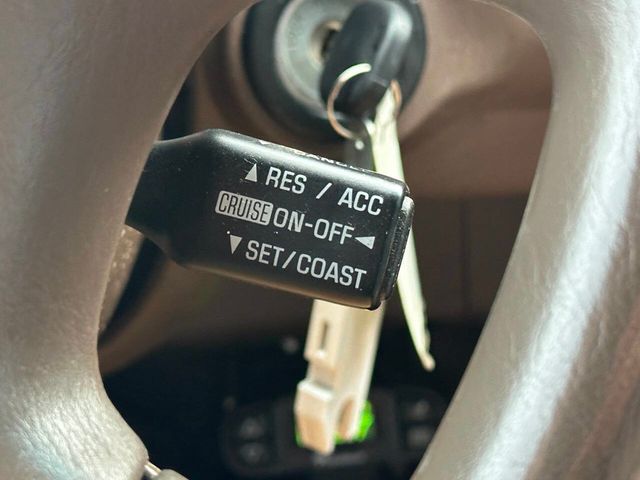 ▲ RES / ACC
CRUISE ON-OFF ◄
▼ SET/COAST